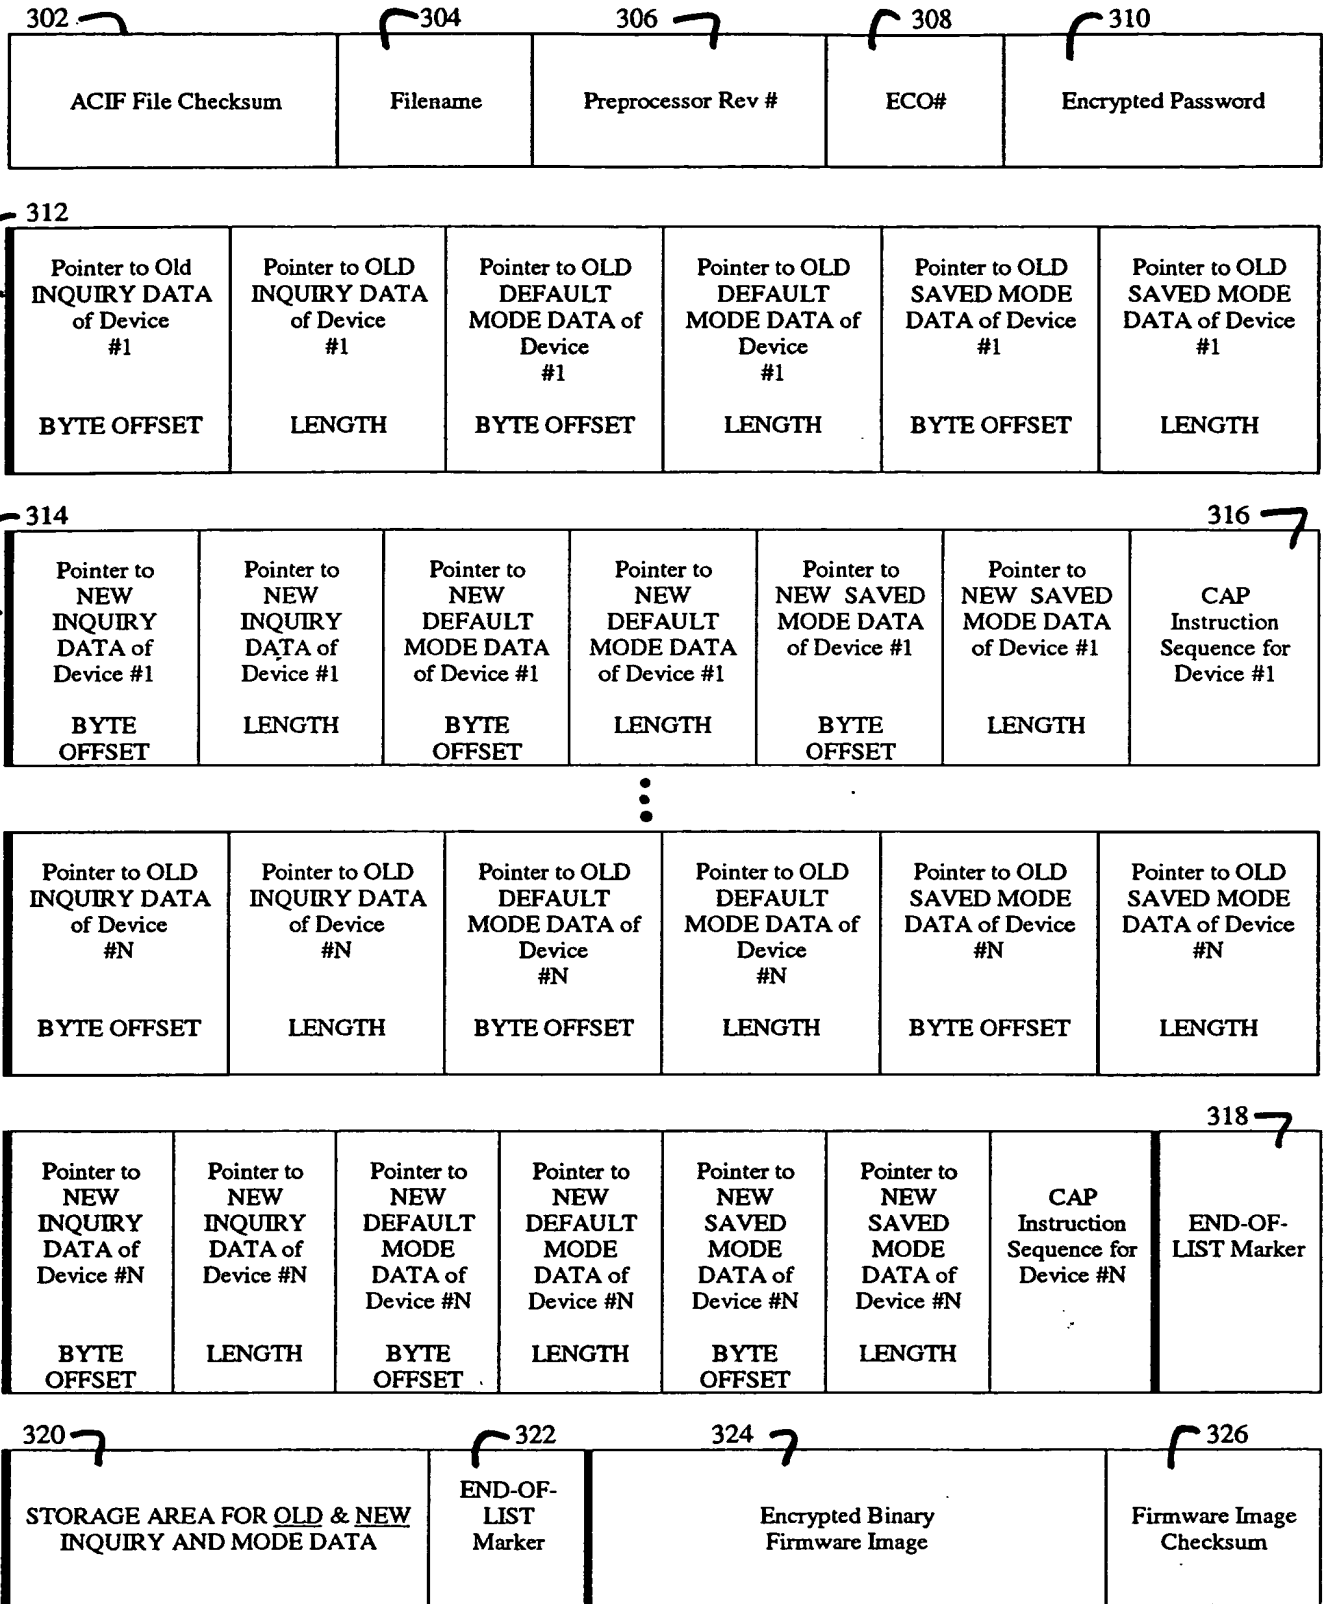 302 304 306 308 310
ACIF File Checksum
Filename
Preprocessor Rev #
ECO#
Encrypted Password
312
Pointer to Old
INQUIRY DATA
of Device
#1
BYTE OFFSET
Pointer to OLD
INQUIRY DATA
of Device
#1
LENGTH
Pointer to OLD
DEFAULT
MODE DATA of
Device
#1
BYTE OFFSET
Pointer to OLD
DEFAULT
MODE DATA of
Device
#1
LENGTH
Pointer to OLD
SAVED MODE
DATA of Device
#1
BYTE OFFSET
Pointer to OLD
SAVED MODE
DATA of Device
#1
LENGTH
314
316
Pointer to
NEW
INQUIRY
DATA of
Device #1
BYTE
OFFSET
Pointer to
NEW
INQUIRY
DATA of
Device #1
LENGTH
Pointer to
NEW
DEFAULT
MODE DATA
of Device #1
BYTE
OFFSET
Pointer to
NEW
DEFAULT
MODE DATA
of Device #1
LENGTH
Pointer to
NEW SAVED
MODE DATA
of Device #1
BYTE
OFFSET
Pointer to
NEW SAVED
MODE DATA
of Device #1
LENGTH
CAP
Instruction
Sequence for
Device #1
Pointer to OLD
INQUIRY DATA
of Device
#N
BYTE OFFSET
Pointer to OLD
INQUIRY DATA
of Device
#N
LENGTH
Pointer to OLD
DEFAULT
MODE DATA of
Device
#N
BYTE OFFSET
Pointer to OLD
DEFAULT
MODE DATA of
Device
#N
LENGTH
Pointer to OLD
SAVED MODE
DATA of Device
#N
BYTE OFFSET
Pointer to OLD
SAVED MODE
DATA of Device
#N
LENGTH
318
Pointer to
NEW
INQUIRY
DATA of
Device #N
BYTE
OFFSET
Pointer to
NEW
INQUIRY
DATA of
Device #N
LENGTH
Pointer to
NEW
DEFAULT
MODE
DATA of
Device #N
BYTE
OFFSET
Pointer to
NEW
DEFAULT
MODE
DATA of
Device #N
LENGTH
Pointer to
NEW
SAVED
MODE
DATA of
Device #N
BYTE
OFFSET
Pointer to
NEW
SAVED
MODE
DATA of
Device #N
LENGTH
CAP
Instruction
Sequence for
Device #N
END-OF-
LIST Marker
320 322 324 326
STORAGE AREA FOR OLD & NEW
INQUIRY AND MODE DATA
END-OF-
LIST
Marker
Encrypted Binary
Firmware Image
Firmware Image
Checksum